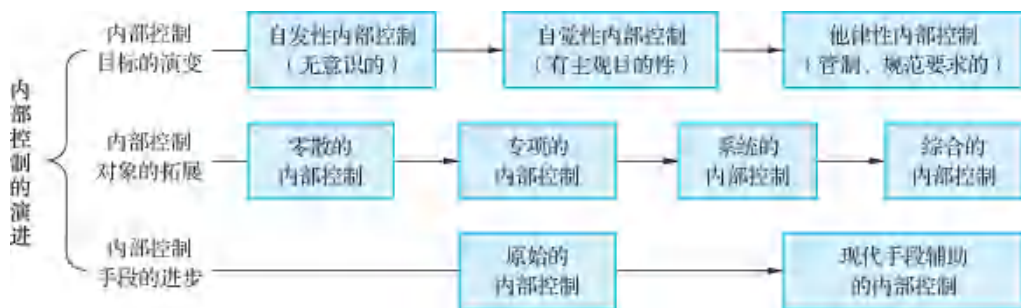 内部控制的演进
内部控制
目标的演变
自发性内部控制
（无意识的）
自觉性内部控制
（有主观目的性）
他律性内部控制
（管制、规范要求的）
内部控制
对象的拓展
零散的
内部控制
专项的
内部控制
系统的
内部控制
综合的
内部控制
内部控制
手段的进步
原始的
内部控制
现代手段辅助
的内部控制